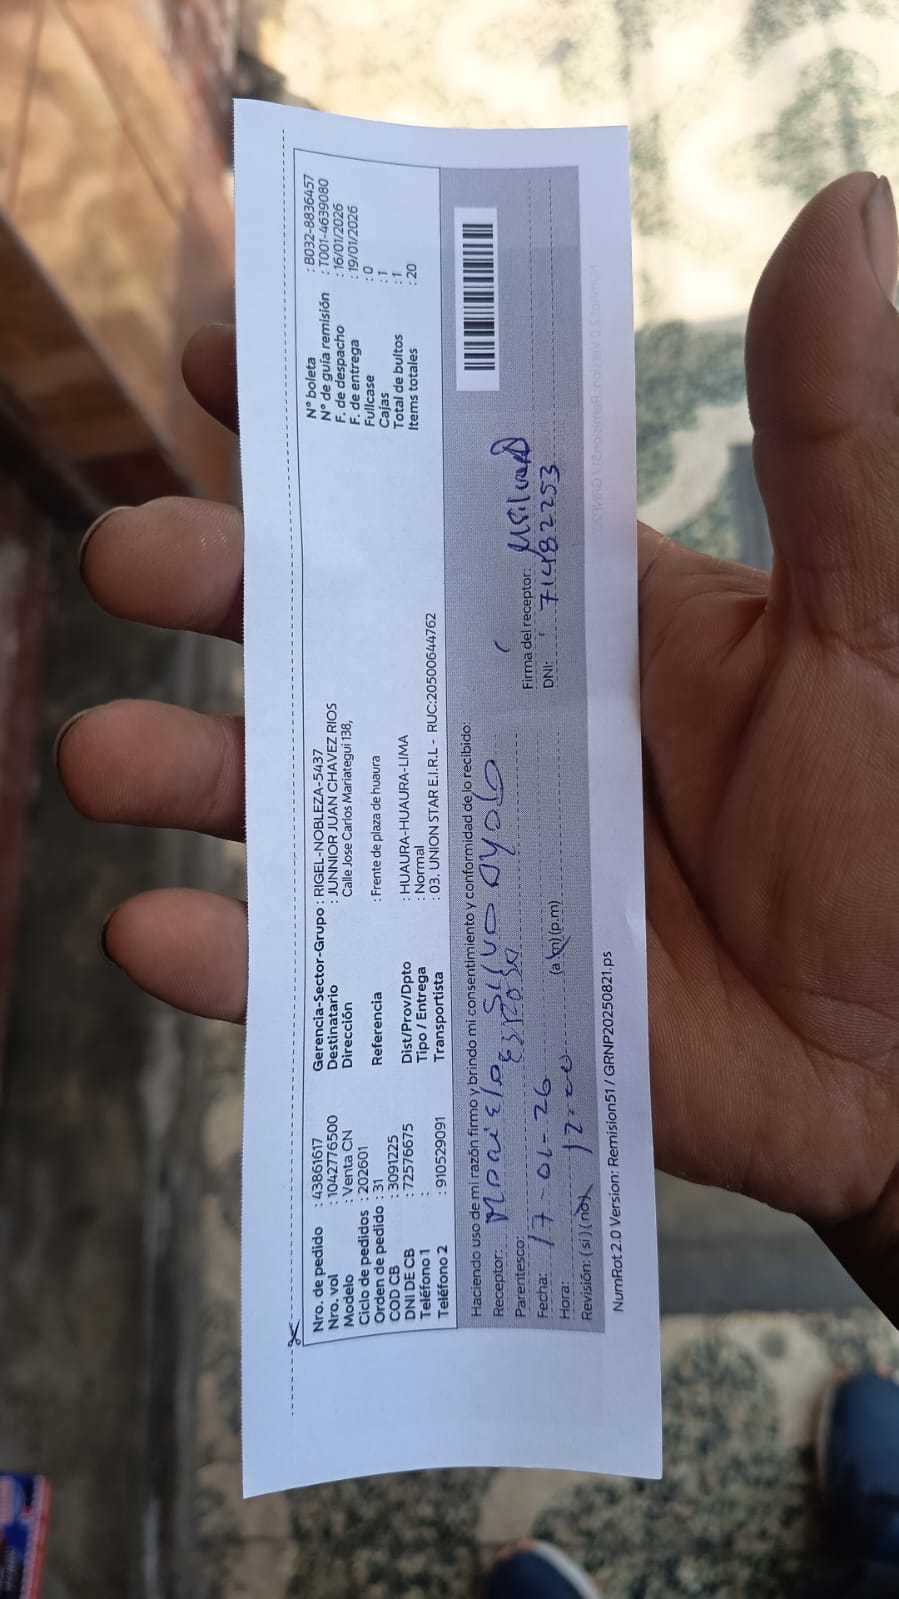 Nro. de pedido : 43861617
Nro. vol : 1042776500
Modelo : Venta CN
Ciclo de pedidos : 202601
Orden de pedido : 31
COD CB : 3091225
DNI DE CB : 72576675
Teléfono 1 :
Teléfono 2 : 910529091
Gerencia-Sector-Grupo : RIGEL-NOBLEZA-5437
Destinatario : JUNNIOR JUAN CHAVEZ RIOS
Dirección Calle Jose Carlos Mariategui 138,
Referencia : Frente de plaza de huaura
Dist/Prov/Dpto : HUAURA-HUAURA-LIMA
Tipo / Entrega : Normal
Transportista : 03. UNION STAR E.I.R.L - RUC:20500644762
N° boleta : B032-8836457
N° de guía remisión : T001-4639080
F. de despacho : 16/01/2026
F. de entrega : 19/01/2026
Fullcase : 0
Cajas : 1
Total de bultos : 1
Items totales : 20
Haciendo uso de mi razón firmo y brindo mi consentimiento y conformidad de lo recibido:
Receptor: Mariela Silva
Parentesco: Esposa
Fecha: 17-01-26
Hora: 12:00 (a.m)(p.m)
Revisión: (si) (no)
Firma del receptor: MSilvaA
DNI: 71482253
NumRot 2.0 Version: Remision51 / GRNP20250821.ps